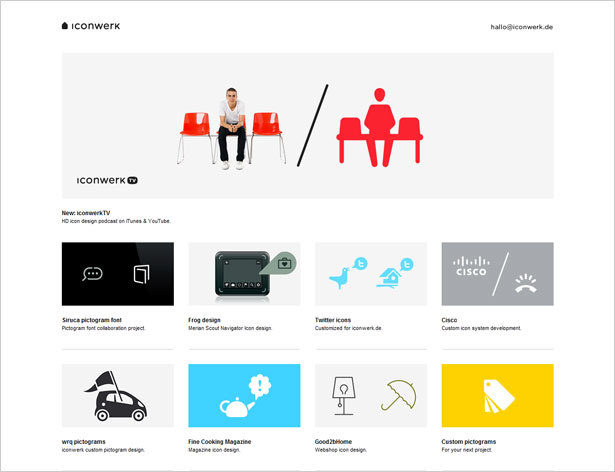 iconwerk
hallo@iconwerk.de
iconwerk TV
New: iconwerkTV
HD icon design podcast on iTunes & YouTube.
CISCO
Siruca pictogram font
Pictogram font collaboration project.
Frog design
Merian Scout Navigator icon design.
Twitter icons
Customized for iconwerk.de
Cisco
Custom icon system development.
wrq pictograms
iconwerk custom pictogram design.
Fine Cooking Magazine
Magazine icon design.
Good2bHome
Webshop icon design.
Custom pictograms
For your next project.